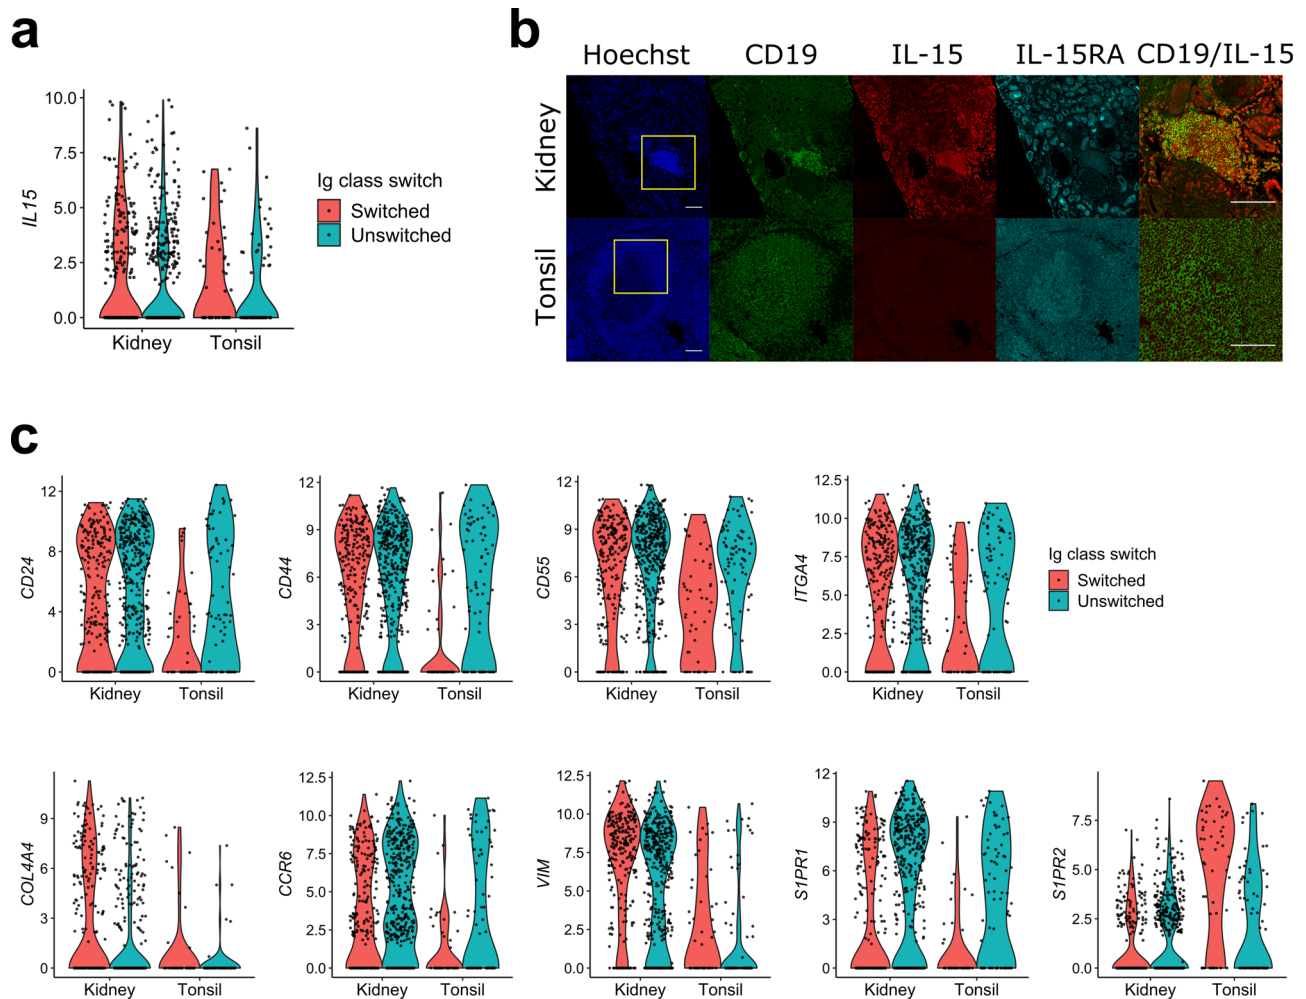 a
IL15
10.0
7.5
5.0
2.5
0.0
Kidney Tonsil
Ig class switch
Switched
Unswitched
b
Hoechst CD19 IL-15 IL-15RA CD19/IL-15
Kidney
Tonsil
c
CD24
12
8
4
0
Kidney Tonsil
CD44
12
9
6
3
0
Kidney Tonsil
CD55
12
9
6
3
0
Kidney Tonsil
ITGA4
12.5
10.0
7.5
5.0
2.5
0.0
Kidney Tonsil
Ig class switch
Switched
Unswitched
COL4A4
9
6
3
0
Kidney Tonsil
CCR6
12.5
10.0
7.5
5.0
2.5
0.0
Kidney Tonsil
VIM
12.5
10.0
7.5
5.0
2.5
0.0
Kidney Tonsil
S1PR1
12
9
6
3
0
Kidney Tonsil
S1PR2
7.5
5.0
2.5
0.0
Kidney Tonsil